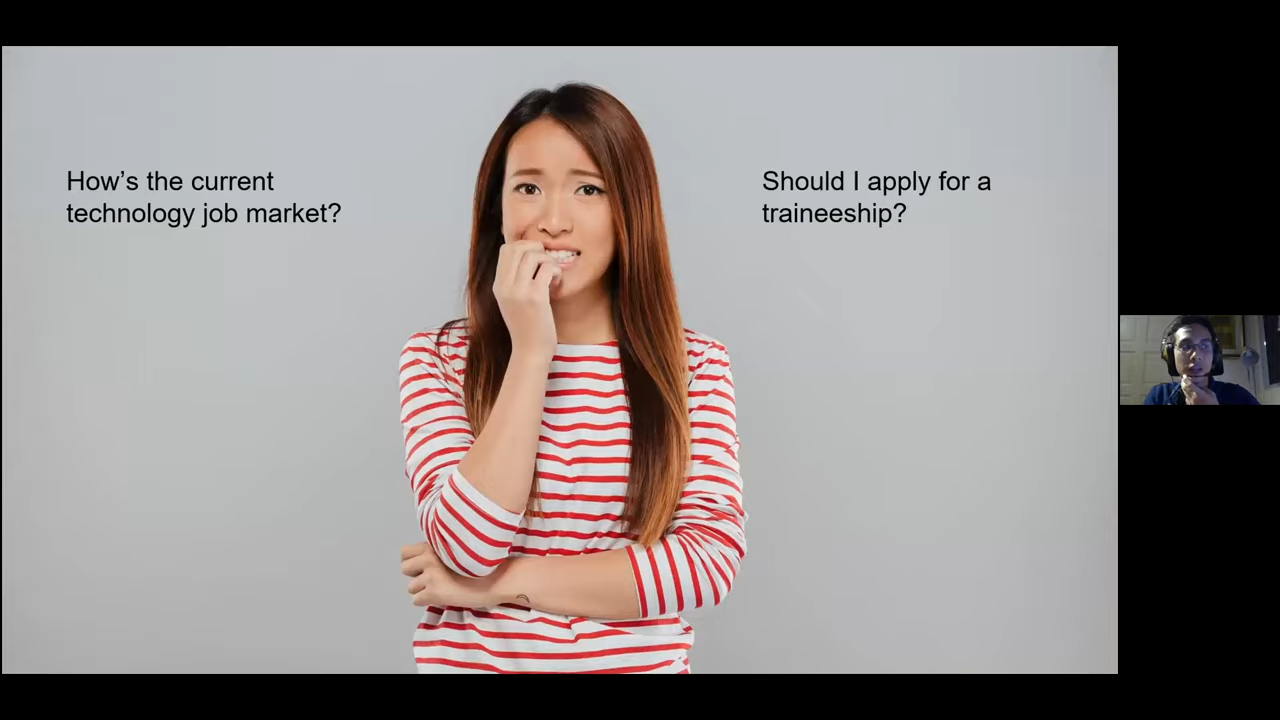 How's the current
technology job market?
Should I apply for a
traineeship?